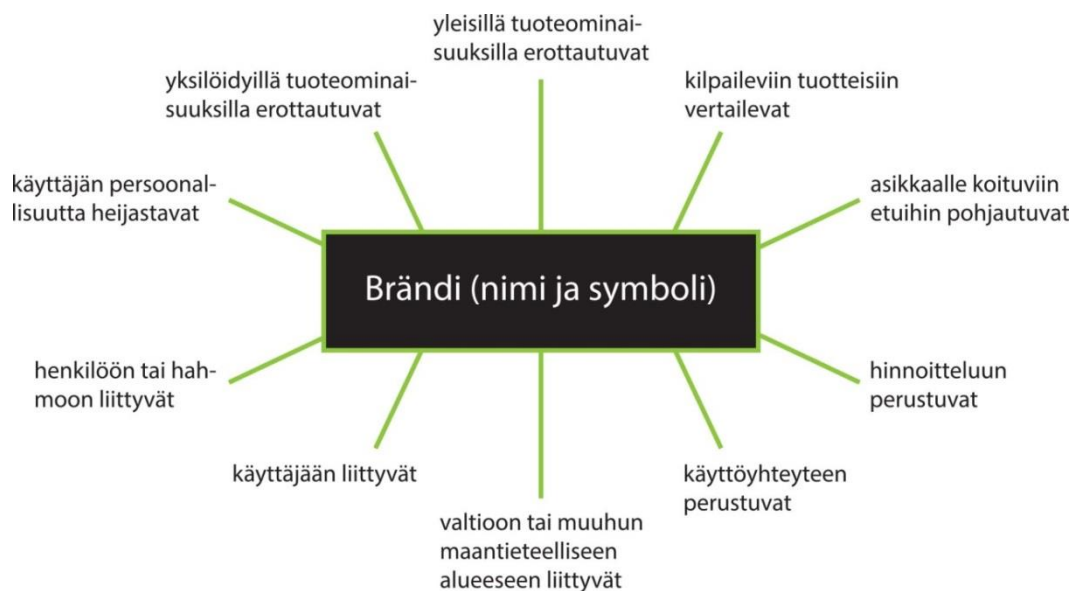 yleisillä tuoteominai-
suuksilla erottautuvat
yksilöidyillä tuoteominai-
suuksilla erottautuvat
kilpaileviin tuotteisiin
vertailevat
käyttäjän persoonal-
lisuutta heijastavat
asikkaalle koituviin
etuihin pohjautuvat
Brändi (nimi ja symboli)
henkilöön tai hah-
moon liittyvät
hinnoitteluun
perustuvat
käyttäjään liittyvät
käyttöyhteyteen
perustuvat
valtioon tai muuhun
maantieteelliseen
alueeseen liittyvät